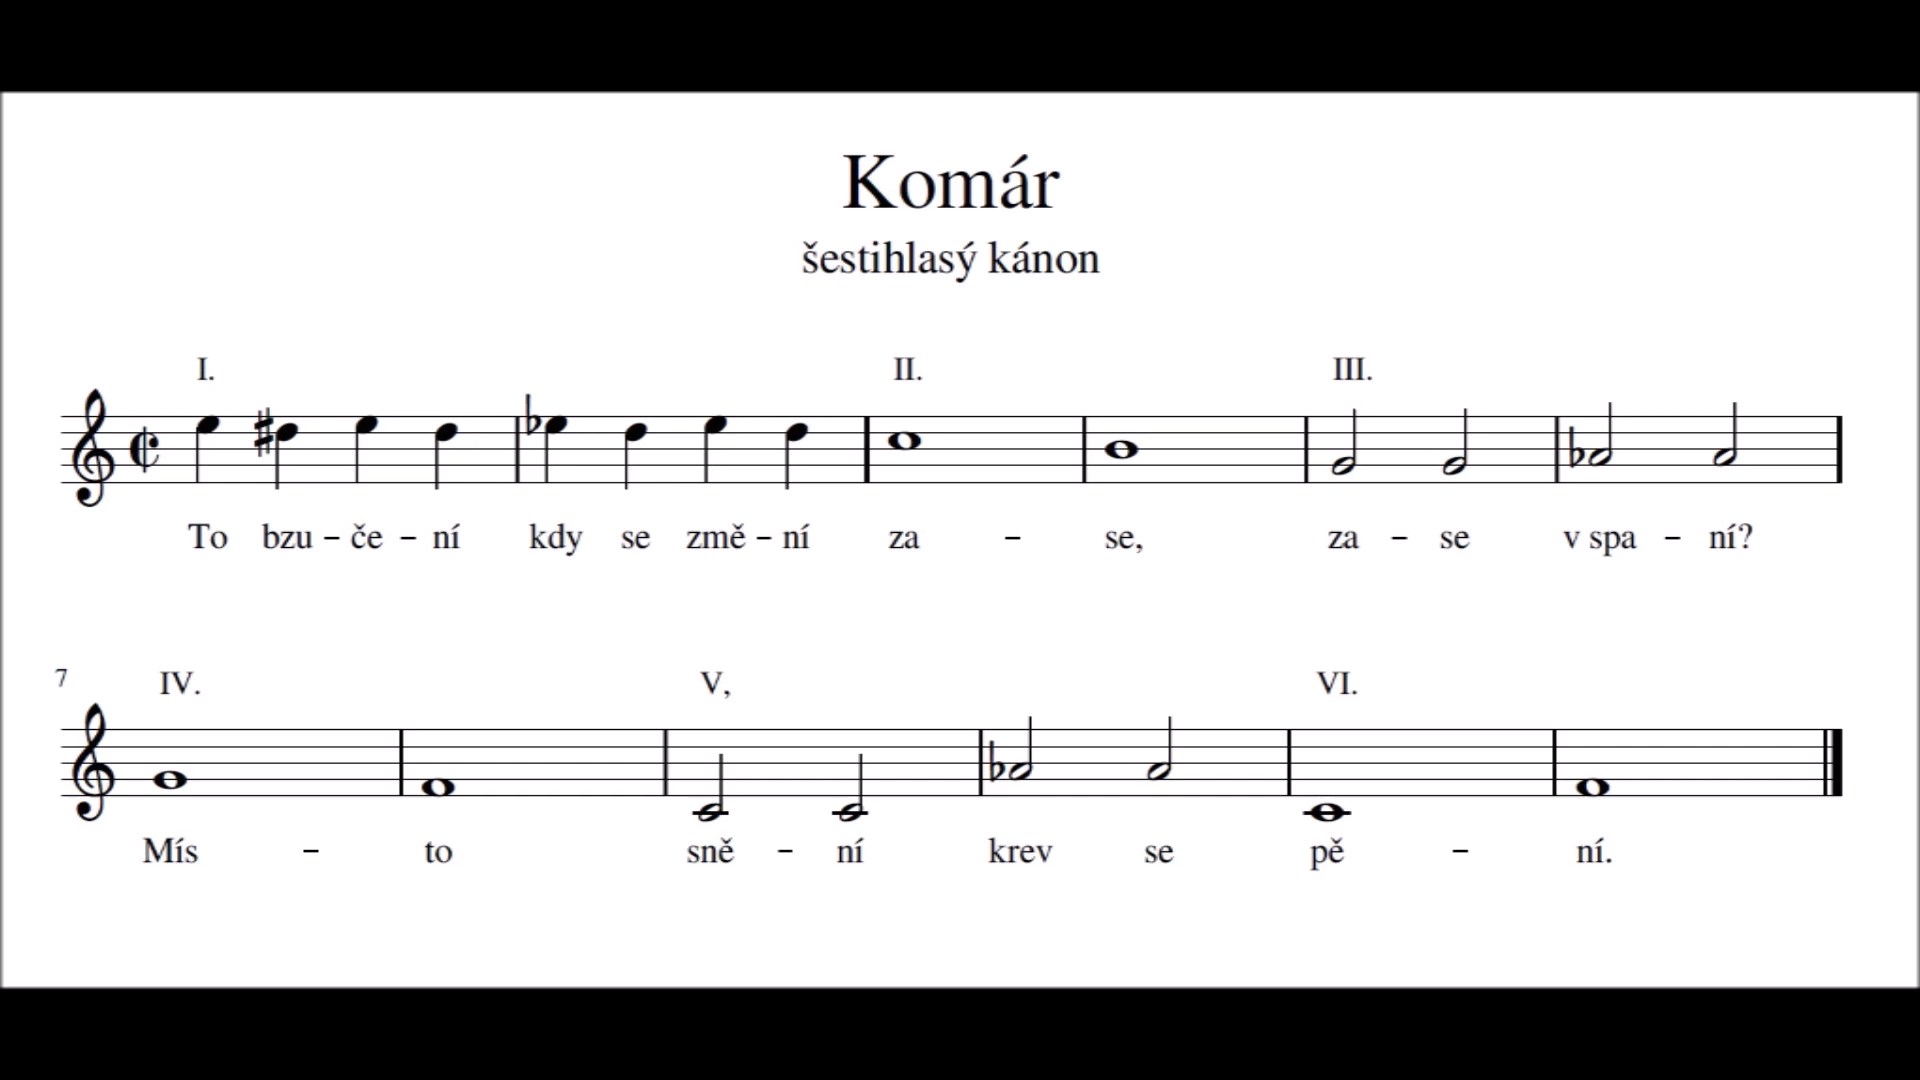 Komár
šestihlasý kánon
I. II. III.
To bzu - če - ní kdy se změ - ní za - se, za - se v spa - ní?
7 IV. V, VI.
Mís - to sně - ní krev se pě - ní.